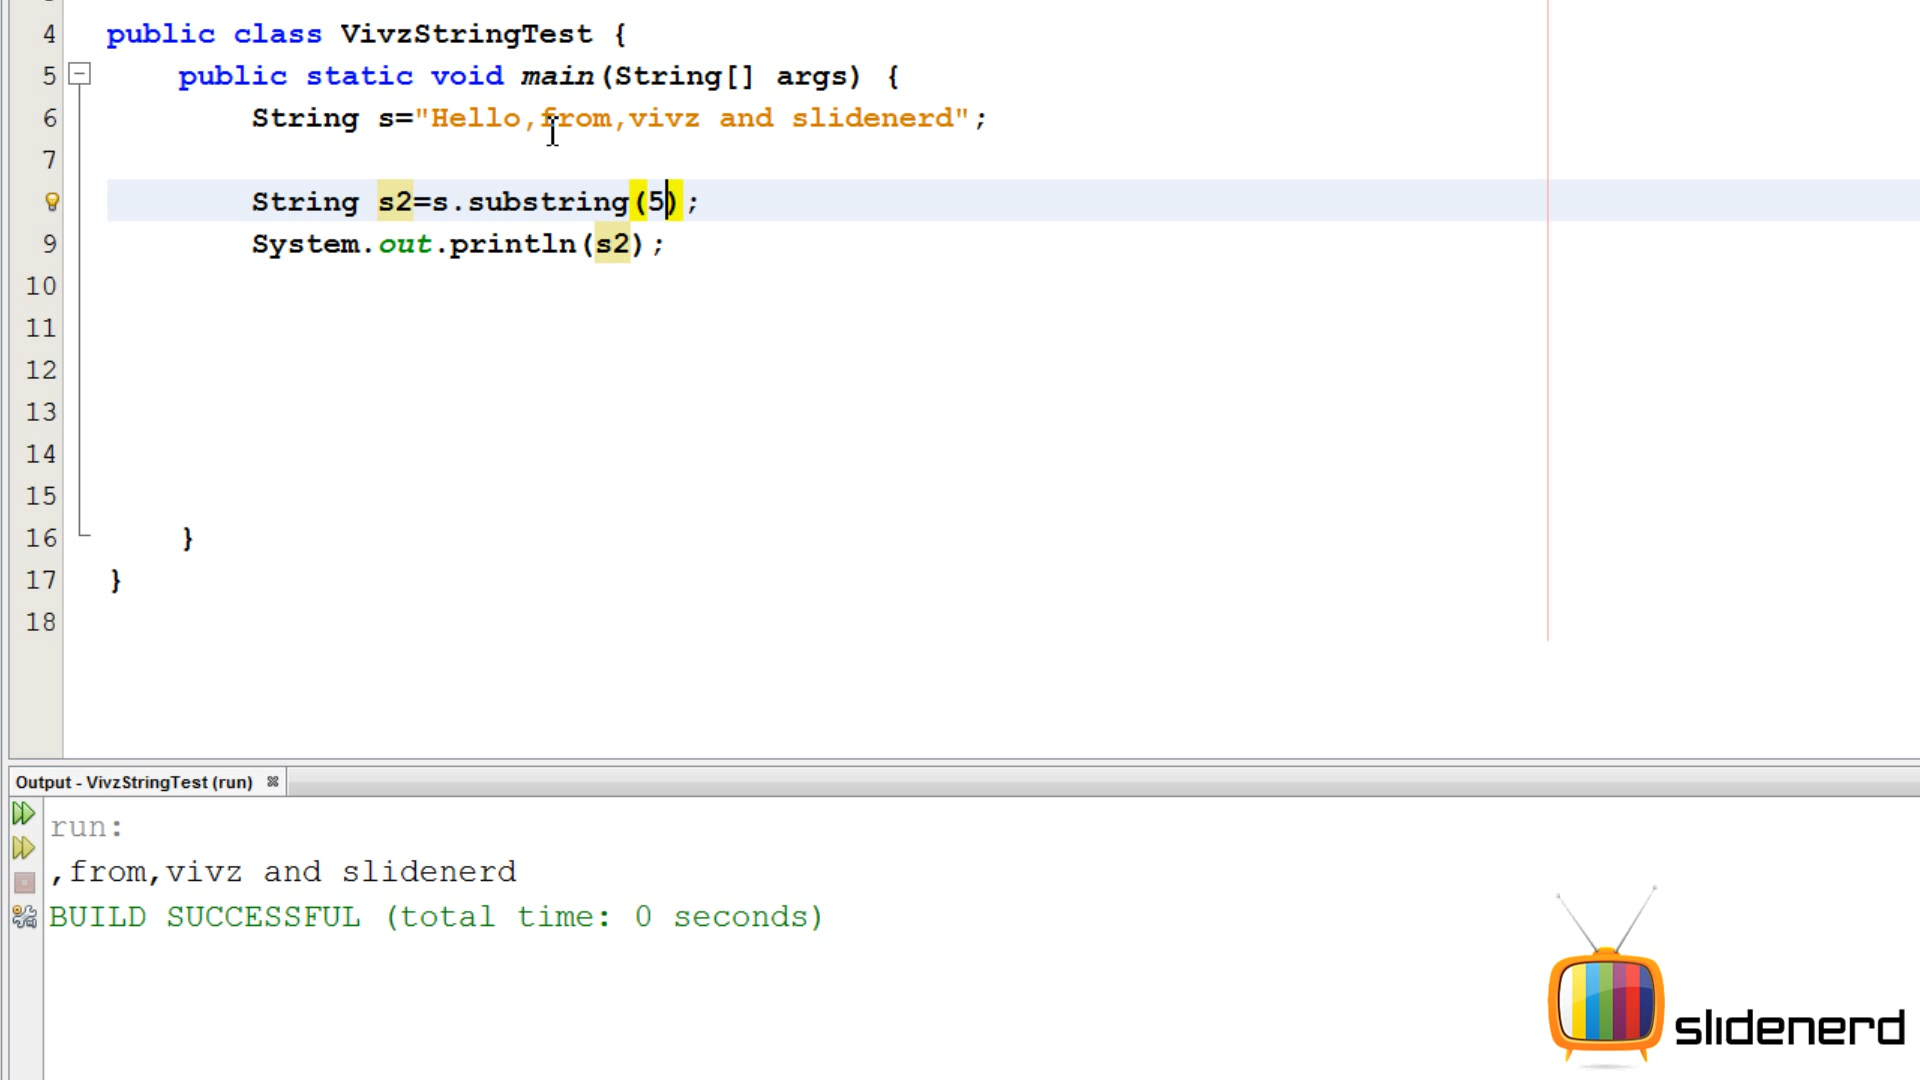 4 public class VivzStringTest {
5 public static void main(String[] args) {
6 String s="Hello,from,vivz and slidenerd";
7
String s2=s.substring(5);
9 System.out.println(s2);
10
11
12
13
14
15
16 }
17 }
18
Output - VivzStringTest (run)
run:
,from,vivz and slidenerd
BUILD SUCCESSFUL (total time: 0 seconds)
slidenerd